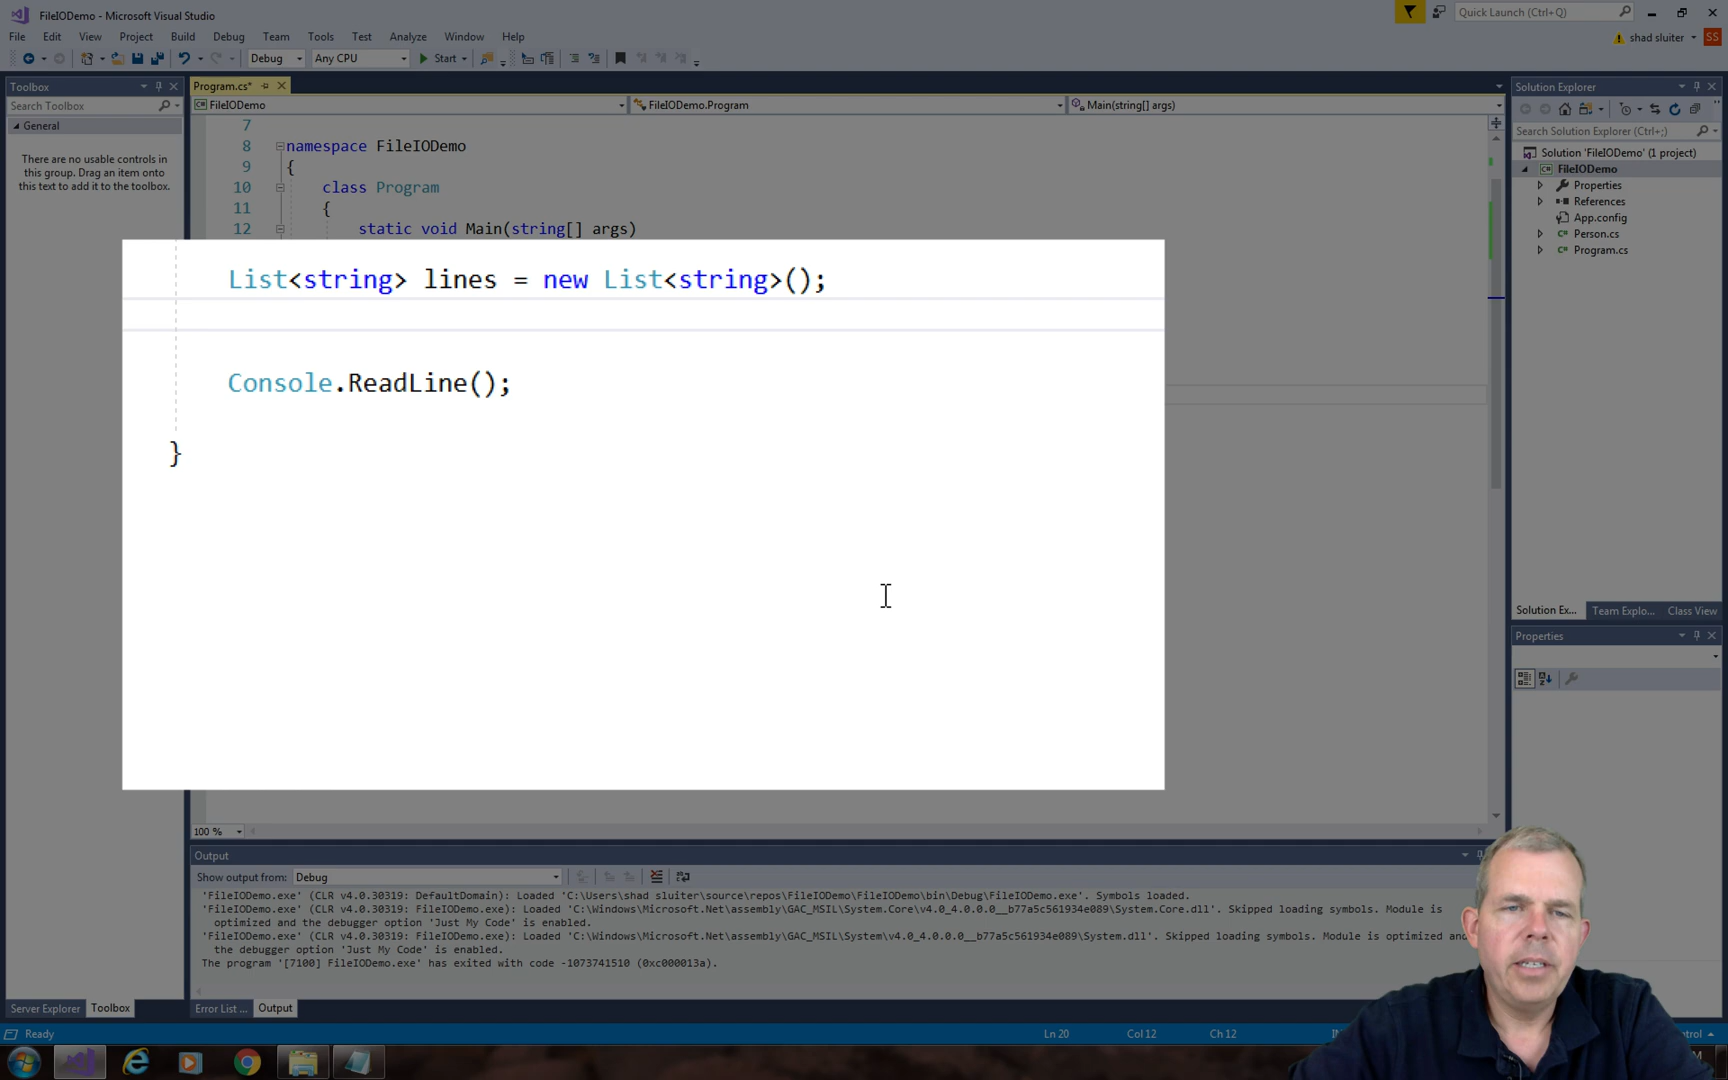 FileIODemo - Microsoft Visual Studio
Quick Launch (Ctrl+Q)
File Edit View Project Build Debug Team Tools Test Analyze Window Help
shad sluiter SS
Debug Any CPU Start
Toolbox
Search Toolbox
General
There are no usable controls in
this group. Drag an item onto
this text to add it to the toolbox.
Program.cs*
FileIODemo FileIODemo.Program Main(string[] args)
7
8 namespace FileIODemo
9 {
10 class Program
11 {
12 static void Main(string[] args)
List<string> lines = new List<string>();
Console.ReadLine();
}
100 %
Solution Explorer
Search Solution Explorer (Ctrl+;)
Solution 'FileIODemo' (1 project)
FileIODemo
Properties
References
App.config
Person.cs
Program.cs
Solution Ex... Team Explo... Class View
Properties
Output
Show output from: Debug
'FileIODemo.exe' (CLR v4.0.30319: DefaultDomain): Loaded 'C:\Users\shad sluiter\source\repos\FileIODemo\FileIODemo\bin\Debug\FileIODemo.exe'. Symbols loaded.
'FileIODemo.exe' (CLR v4.0.30319: FileIODemo.exe): Loaded 'C:\Windows\Microsoft.Net\assembly\GAC_MSIL\System.Core\v4.0_4.0.0.0__b77a5c561934e089\System.Core.dll'. Skipped loading symbols. Module is
optimized and the debugger option 'Just My Code' is enabled.
'FileIODemo.exe' (CLR v4.0.30319: FileIODemo.exe): Loaded 'C:\Windows\Microsoft.Net\assembly\GAC_MSIL\System\v4.0_4.0.0.0__b77a5c561934e089\System.dll'. Skipped loading symbols. Module is optimized and
the debugger option 'Just My Code' is enabled.
The program '[7100] FileIODemo.exe' has exited with code -1073741510 (0xc000013a).
Server Explorer Toolbox Error List ... Output
Ready Ln 20 Col 12 Ch 12